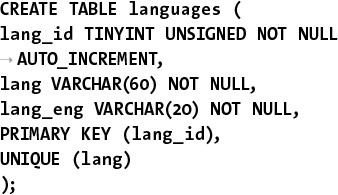 CREATE TABLE languages (
lang_id TINYINT UNSIGNED NOT NULL
→ AUTO_INCREMENT,
lang VARCHAR(60) NOT NULL,
lang_eng VARCHAR(20) NOT NULL,
PRIMARY KEY (lang_id),
UNIQUE (lang)
);